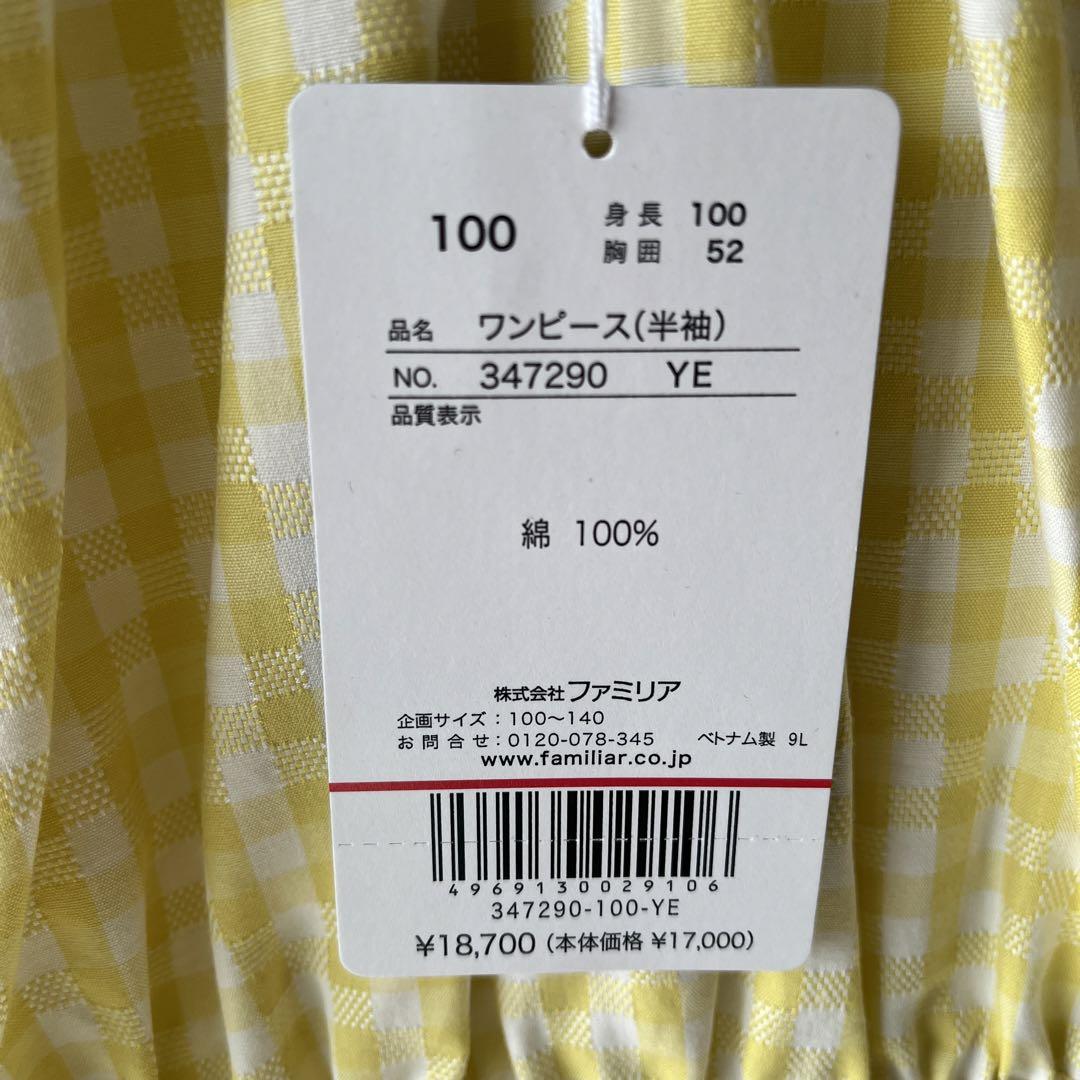 100
身長 100
胸囲 52
品名 ワンピース(半袖)
NO. 347290 YE
品質表示
綿 100%
株式会社ファミリア
企画サイズ：100〜140
お問合せ：0120-078-345 ベトナム製 9L
www.familiar.co.jp
4969130029106
347290-100-YE
¥18,700 (本体価格 ¥17,000)